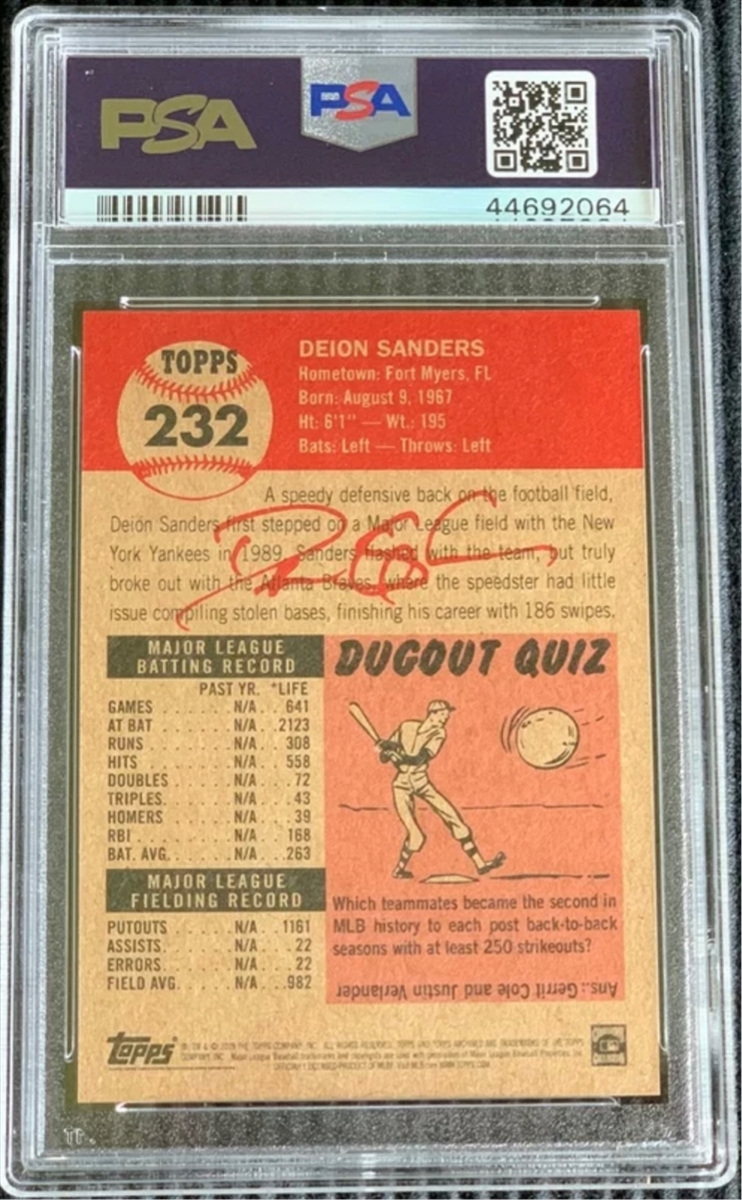 PSA
PSA
44692064
TOPPS
232
DEION SANDERS
Hometown: Fort Myers, FL
Born: August 9, 1967
Ht: 6'1" — Wt.: 195
Bats: Left — Throws: Left
A speedy defensive back on the football field,
Deion Sanders first stepped on a Major League field with the New
York Yankees in 1989. Sanders flashed with the team, but truly
broke out with the Atlanta Braves, where the speedster had little
issue compiling stolen bases, finishing his career with 186 swipes.
MAJOR LEAGUE
BATTING RECORD
PAST YR. *LIFE
GAMES . . . . . . . N/A . . 641
AT BAT . . . . . . . N/A . . 2123
RUNS . . . . . . . N/A . . 308
HITS . . . . . . . N/A . . 558
DOUBLES . . . . . . . N/A . . 72
TRIPLES . . . . . . . N/A . . 43
HOMERS . . . . . . . N/A . . 39
RBI . . . . . . . N/A . . 168
BAT. AVG. . . . . . . N/A . . .263
MAJOR LEAGUE
FIELDING RECORD
PUTOUTS . . . . . N/A . . 1161
ASSISTS . . . . . N/A . . 22
ERRORS . . . . . N/A . . 22
FIELD AVG. . . . . . N/A . . .982
DUGOUT QUIZ
Which teammates became the second in
MLB history to each post back-to-back
seasons with at least 250 strikeouts?
Ans.: Gerrit Cole and Justin Verlander
Topps